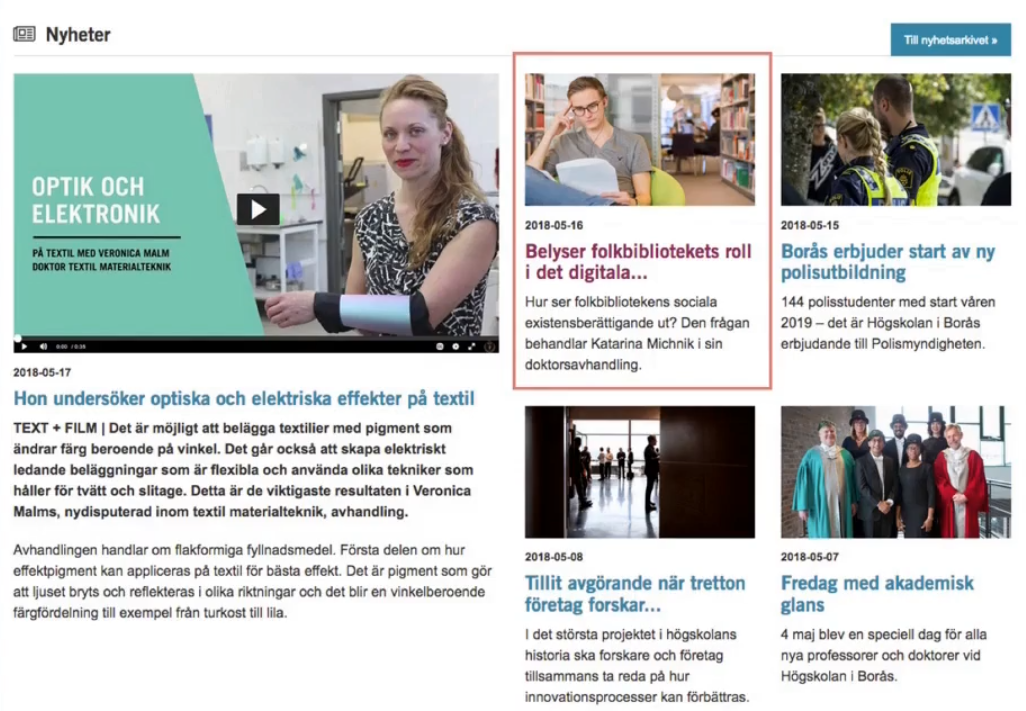 Nyheter
Till nyhetsarkivet »
OPTIK OCH
ELEKTRONIK
PÅ TEXTIL MED VERONICA MALM
DOKTOR TEXTIL MATERIALTEKNIK
0:00 / 0:35
2018-05-17
Hon undersöker optiska och elektriska effekter på textil
TEXT + FILM | Det är möjligt att belägga textilier med pigment som
ändrar färg beroende på vinkel. Det går också att skapa elektriskt
ledande beläggningar som är flexibla och använda olika tekniker som
håller för tvätt och slitage. Detta är de viktigaste resultaten i Veronica
Malms, nydisputerad inom textil materialteknik, avhandling.
Avhandlingen handlar om flakformiga fyllnadsmedel. Första delen om hur
effektpigment kan appliceras på textil för bästa effekt. Det är pigment som gör
att ljuset bryts och reflekteras i olika riktningar och det blir en vinkelberoende
färgfördelning till exempel från turkost till lila.
2018-05-16
Belyser folkbibliotekets roll
i det digitala...
Hur ser folkbibliotekens sociala
existensberättigande ut? Den frågan
behandlar Katarina Michnik i sin
doktorsavhandling.
2018-05-15
Borås erbjuder start av ny
polisutbildning
144 polisstudenter med start våren
2019 – det är Högskolan i Borås
erbjudande till Polismyndigheten.
2018-05-08
Tillit avgörande när tretton
företag forskar...
I det största projektet i högskolans
historia ska forskare och företag
tillsammans ta reda på hur
innovationsprocesser kan förbättras.
2018-05-07
Fredag med akademisk
glans
4 maj blev en speciell dag för alla
nya professorer och doktorer vid
Högskolan i Borås.